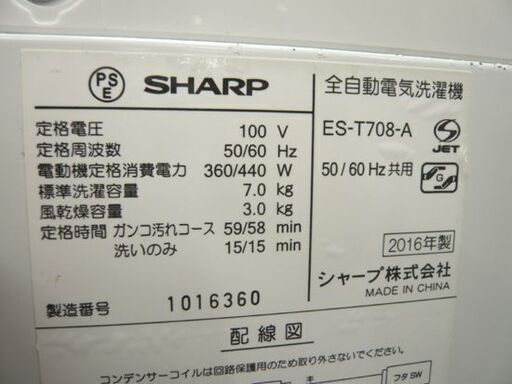 PS
E
SHARP
全自動電気洗濯機
定格電圧 100 V
ES-T708-A
S
JET
定格周波数 50/60 Hz
電動機定格消費電力 360/440 W
50/60Hz共用
G
標準洗濯容量 7.0 kg
風乾燥容量 3.0 kg
定格時間 ガンコ汚れコース 59/58 min
洗いのみ 15/15 min
2016年製
シャープ株式会社
MADE IN CHINA
製造番号 1016360
配線図
コンデンサーコイルは回路保護用のため取り外さないでください。
キ
フタSW